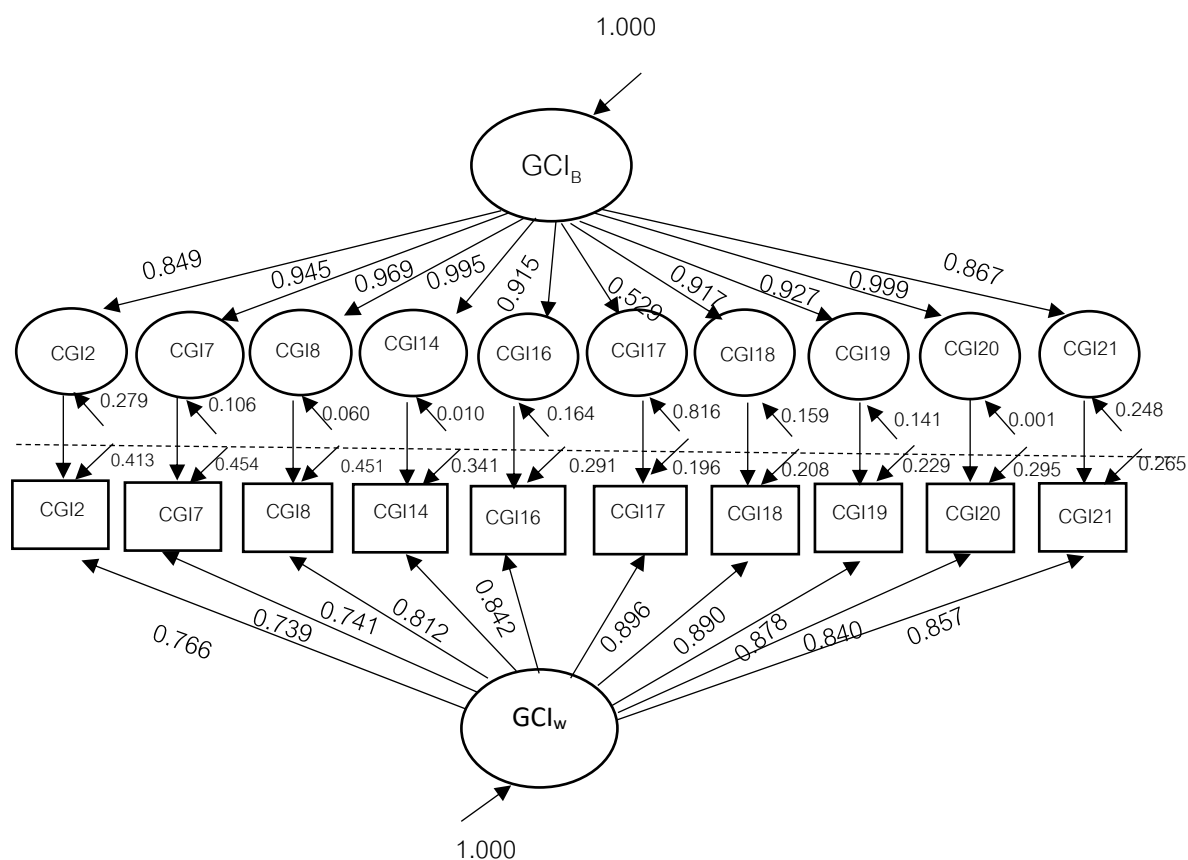 1.000
GCI_B
0.849 0.945 0.969 0.995 0.915 0.529 0.917 0.927 0.999 0.867
CGI2 CGI7 CGI8 CGI14 CGI16 CGI17 CGI18 CGI19 CGI20 CGI21
0.279 0.106 0.060 0.010 0.164 0.816 0.159 0.141 0.001 0.248
0.413 0.454 0.451 0.341 0.291 0.196 0.208 0.229 0.295 0.265
CGI2 CGI7 CGI8 CGI14 CGI16 CGI17 CGI18 CGI19 CGI20 CGI21
0.766 0.739 0.741 0.812 0.842 0.896 0.890 0.878 0.840 0.857
GCI_w
1.000